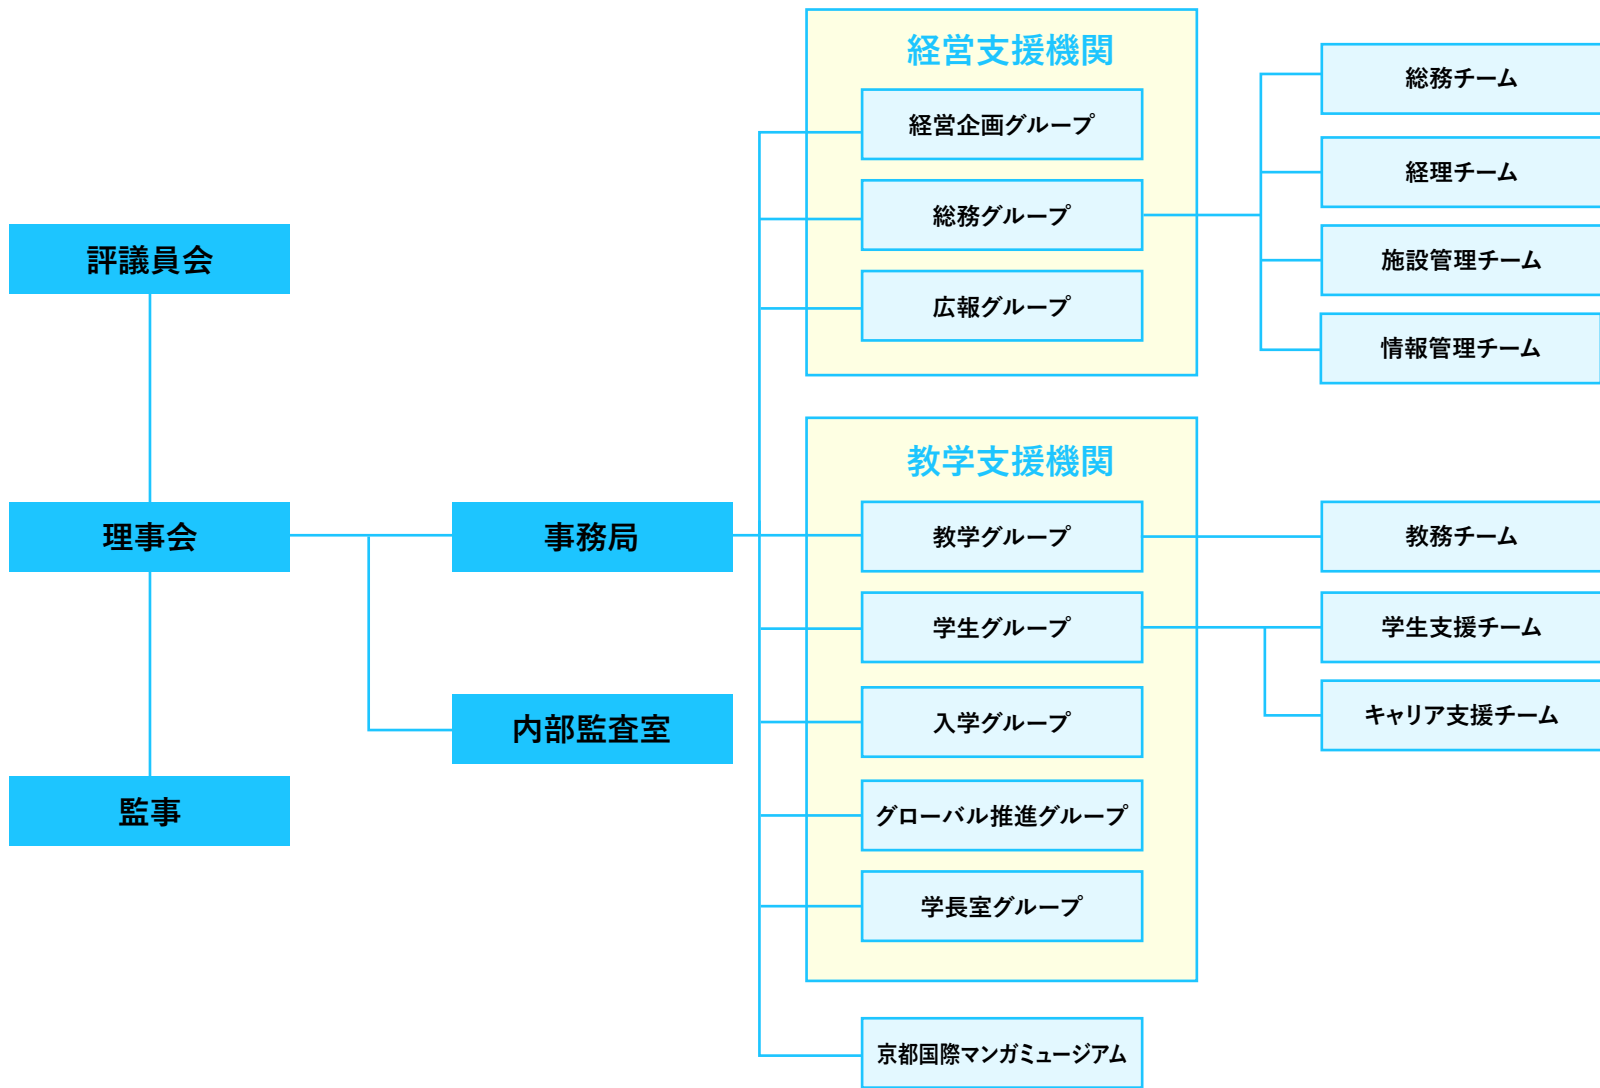 評議員会
理事会
監事
事務局
内部監査室
経営支援機関
経営企画グループ
総務グループ
広報グループ
総務チーム
経理チーム
施設管理チーム
情報管理チーム
教学支援機関
教学グループ
学生グループ
入学グループ
グローバル推進グループ
学長室グループ
教務チーム
学生支援チーム
キャリア支援チーム
京都国際マンガミュージアム